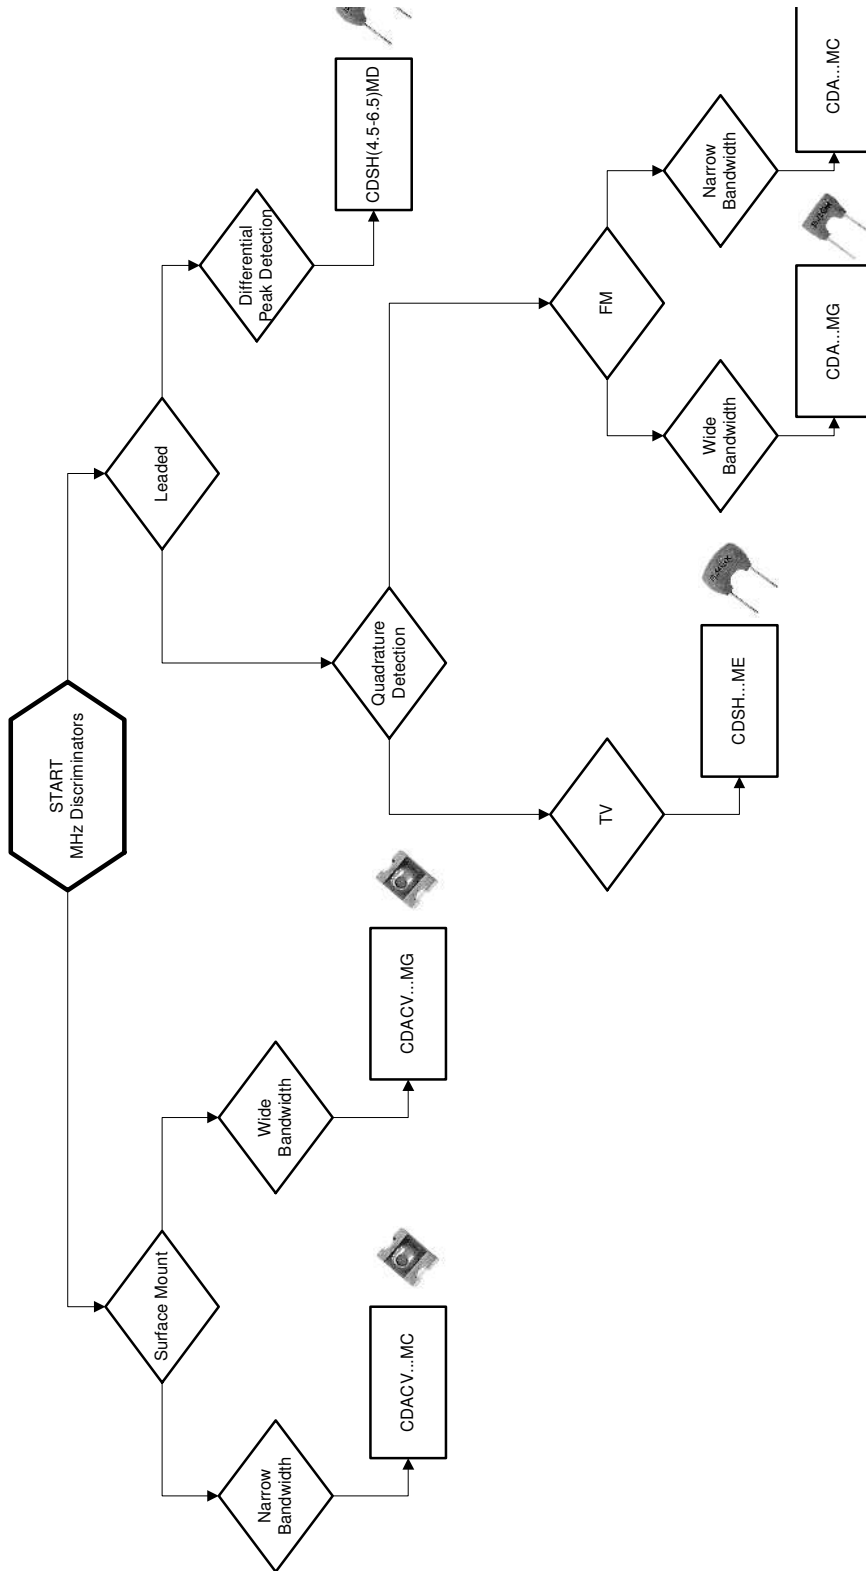 START
MHz Discriminators
Surface Mount
Leaded
Narrow
Bandwidth
Wide
Bandwidth
Quadrature
Detection
Differential
Peak Detection
CDACV...MC
CDACV...MG
CDSH(4.5-6.5)MD
TV
FM
CDSH...ME
Wide
Bandwidth
Narrow
Bandwidth
CDA...MG
CDA...MC